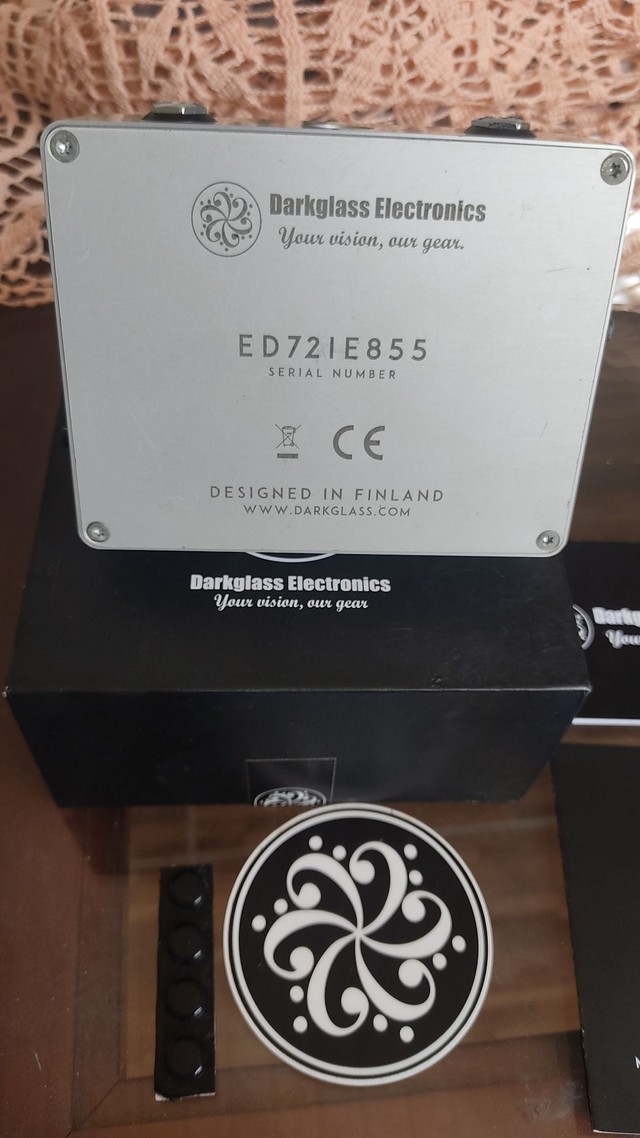 Darkglass Electronics
Your vision, our gear.
ED721E855
SERIAL NUMBER
CE
DESIGNED IN FINLAND
WWW.DARKGLASS.COM
Darkglass Electronics
Your vision, our gear